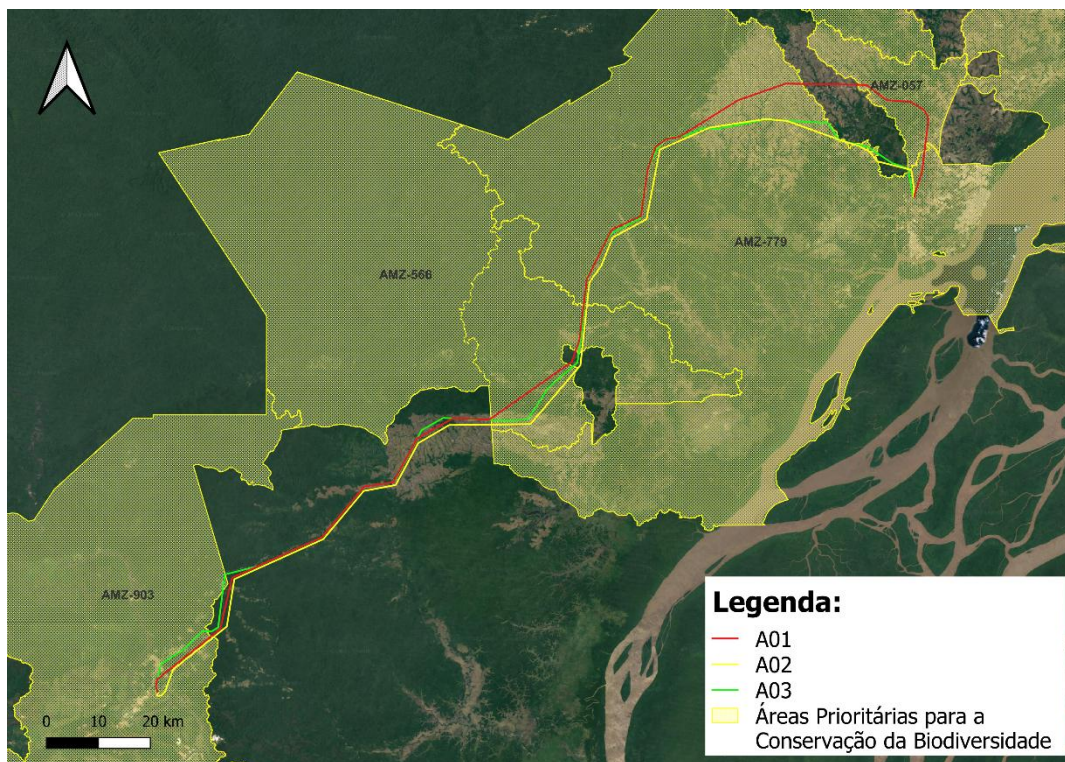 AMZ-057
AMZ-779
AMZ-566
AMZ-903
0 10 20 km
Legenda:
A01
A02
A03
Áreas Prioritárias para a
Conservação da Biodiversidade